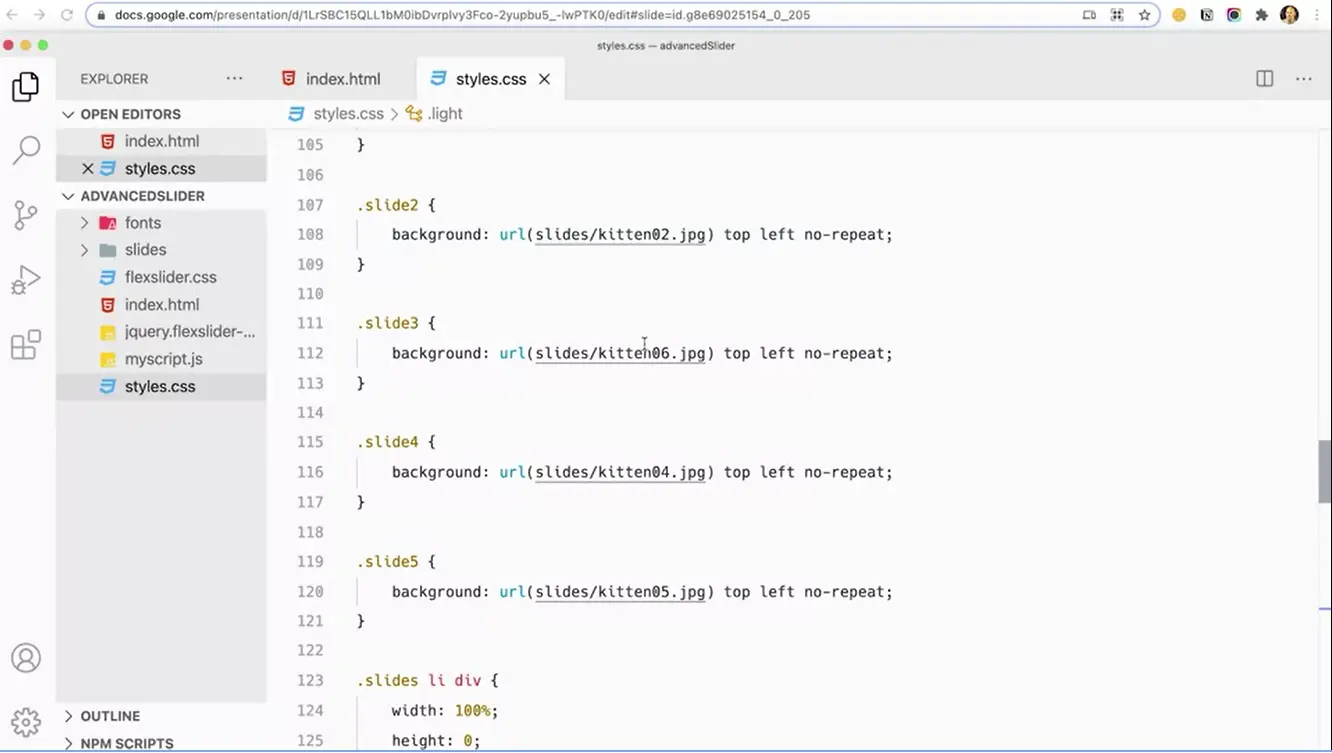 docs.google.com/presentation/d/1LrSBC15QLL1bM0ibDvrplvy3Fco-2yupbu5_-lwPTK0/edit#slide=id.g8e69025154_0_205
styles.css — advancedSlider
EXPLORER
index.html
styles.css
OPEN EDITORS
index.html
styles.css
ADVANCEDSLIDER
fonts
slides
flexslider.css
index.html
jquery.flexslider-...
myscript.js
styles.css
OUTLINE
NPM SCRIPTS
styles.css > .light
105 }
106
107 .slide2 {
108 background: url(slides/kitten02.jpg) top left no-repeat;
109 }
110
111 .slide3 {
112 background: url(slides/kitten06.jpg) top left no-repeat;
113 }
114
115 .slide4 {
116 background: url(slides/kitten04.jpg) top left no-repeat;
117 }
118
119 .slide5 {
120 background: url(slides/kitten05.jpg) top left no-repeat;
121 }
122
123 .slides li div {
124 width: 100%;
125 height: 0;